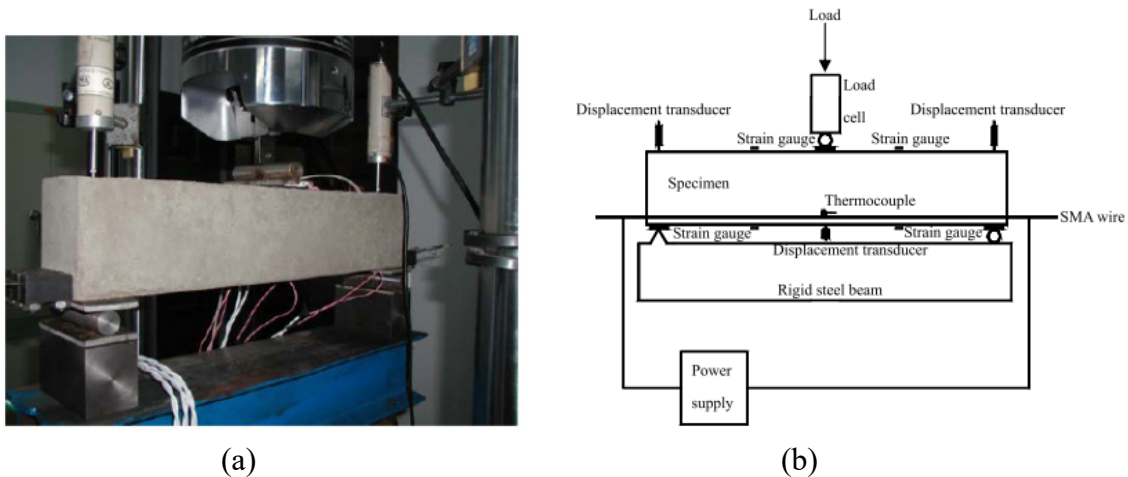 Load
Load
cell
Displacement transducer
Displacement transducer
Strain gauge
Strain gauge
Specimen
Thermocouple
SMA wire
Strain gauge
Strain gauge
Displacement transducer
Rigid steel beam
Power
supply
(a)
(b)